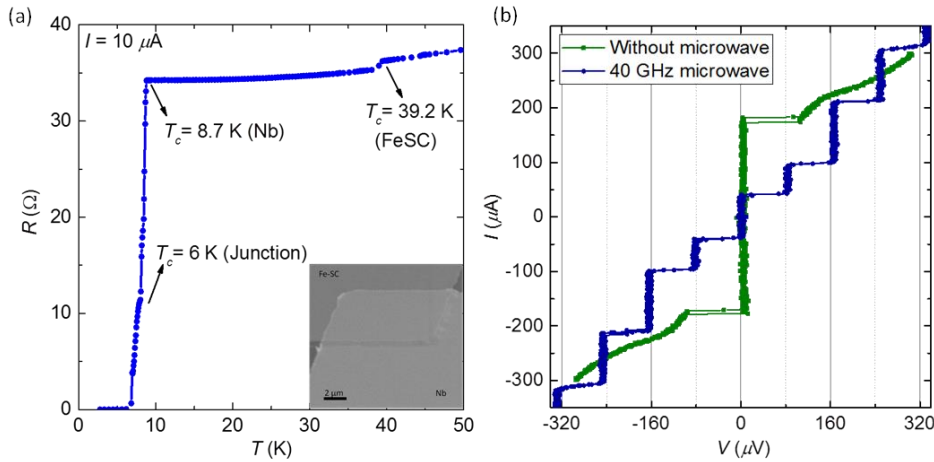 (a)
40
30
20
10
0
R (Ω)
I = 10 μA
Tc= 8.7 K (Nb)
Tc= 39.2 K
(FeSC)
Tc= 6 K (Junction)
Fe-SC
2 μm
Nb
0 10 20 30 40 50
T (K)
(b)
Without microwave
40 GHz microwave
300
200
100
0
-100
-200
-300
I (μA)
-320 -160 0 160 320
V (μV)